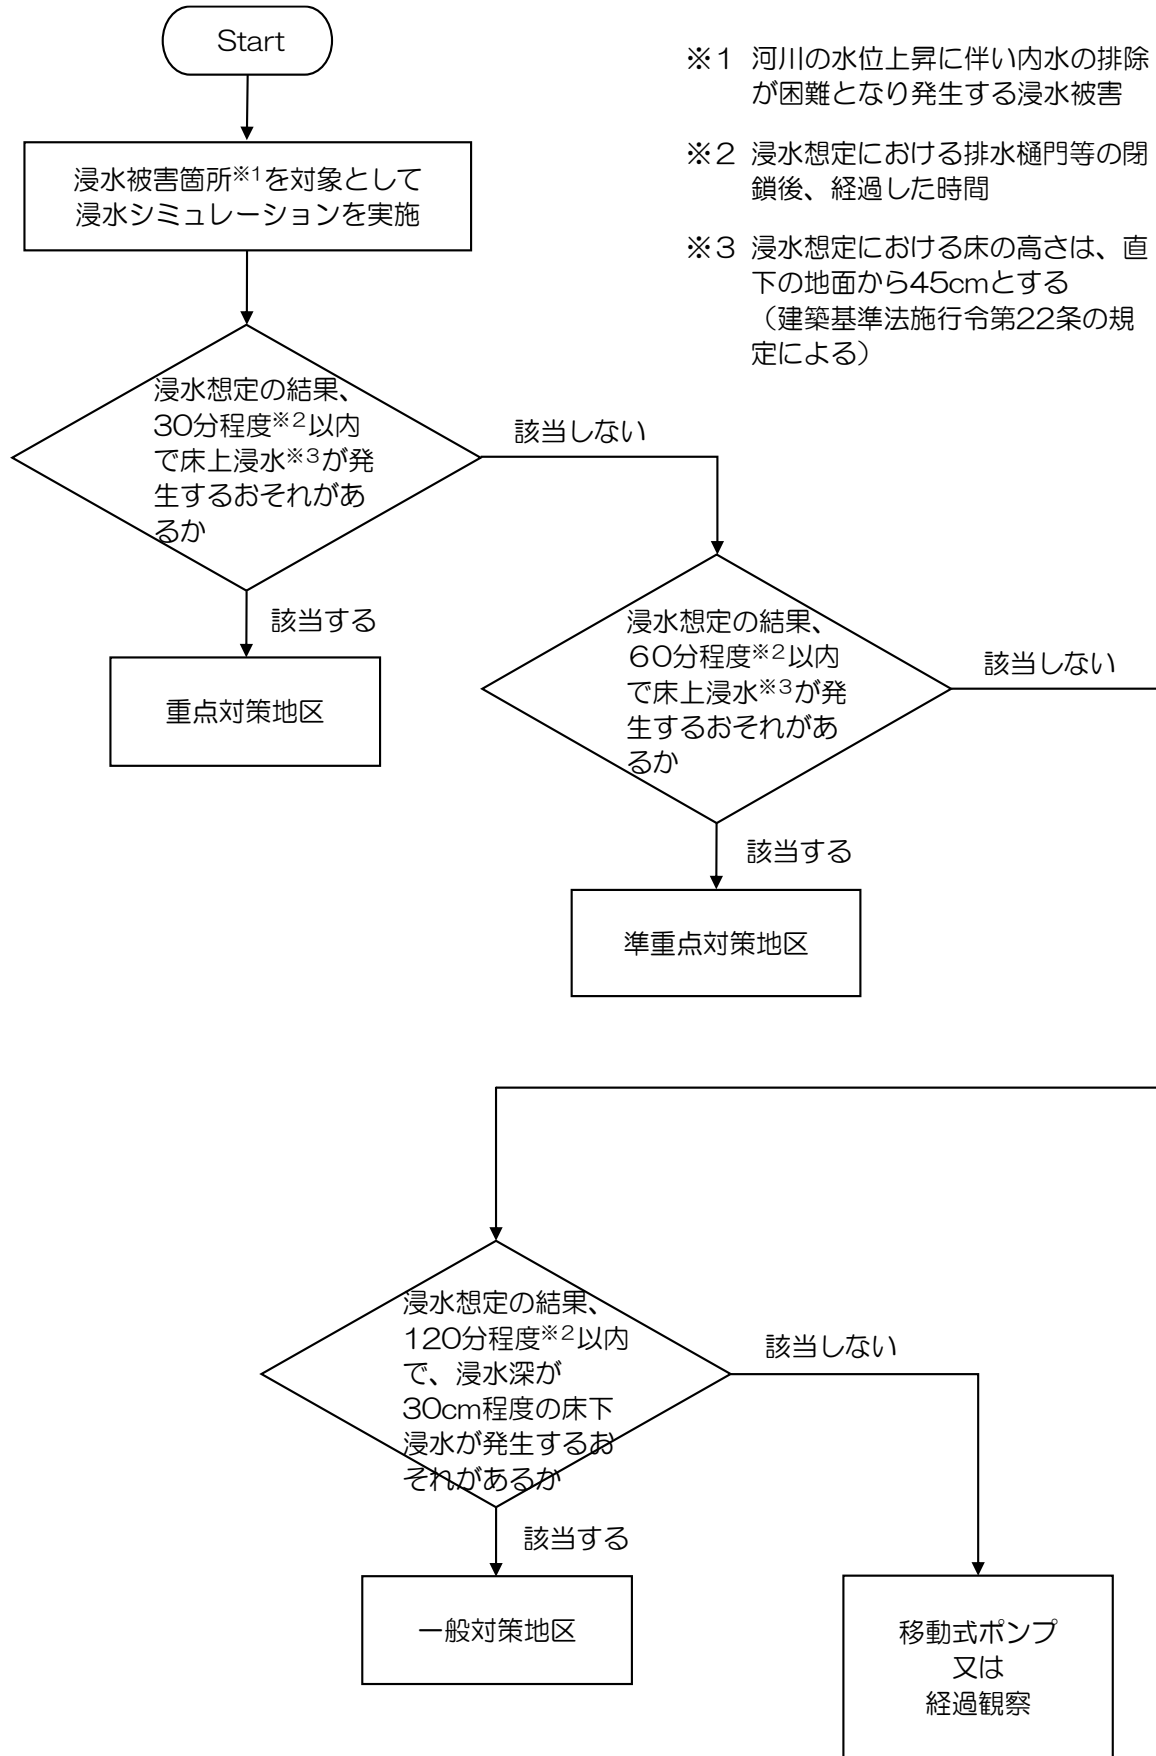 Start
※１ 河川の水位上昇に伴い内水の排除
が困難となり発生する浸水被害
※２ 浸水想定における排水樋門等の閉
鎖後、経過した時間
※３ 浸水想定における床の高さは、直
下の地面から45cmとする
（建築基準法施行令第22条の規
定による）
浸水被害箇所※1を対象として
浸水シミュレーションを実施
浸水想定の結果、
30分程度※２以内
で床上浸水※３が発
生するおそれがあ
るか
該当しない
該当する
重点対策地区
浸水想定の結果、
６０分程度※２以内
で床上浸水※３が発
生するおそれがあ
るか
該当しない
該当する
準重点対策地区
浸水想定の結果、
120分程度※２以内
で、浸水深が
30cm程度の床下
浸水が発生するお
それがあるか
該当しない
該当する
一般対策地区
移動式ポンプ
又は
経過観察